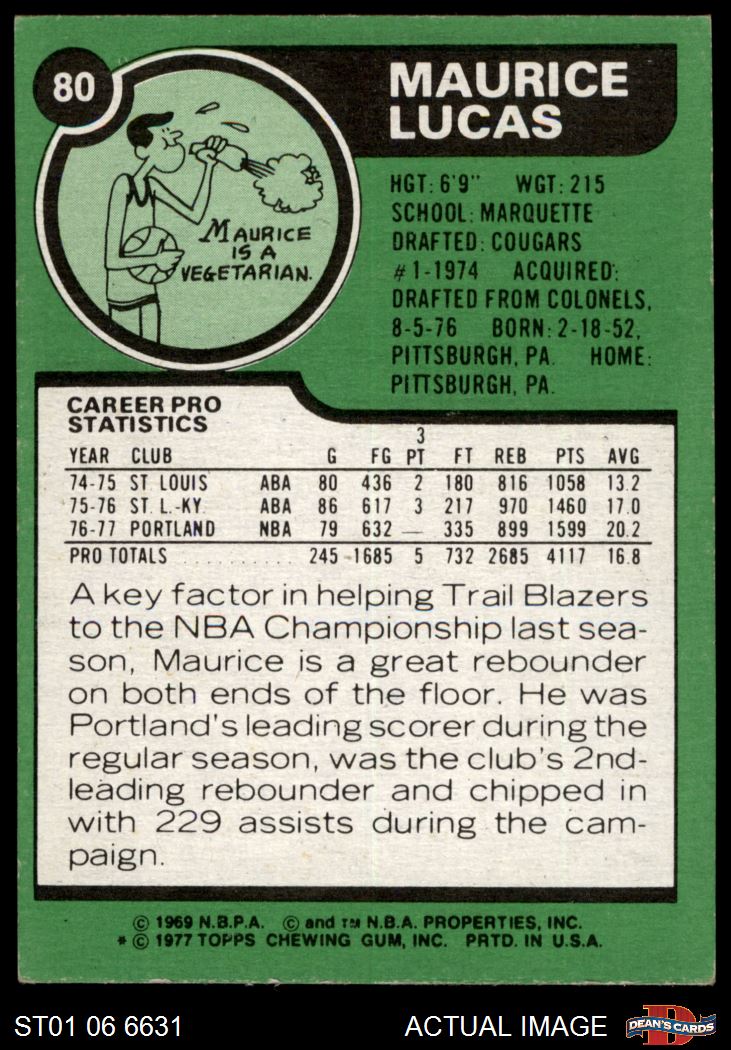 80
MAURICE
LUCAS
MAURICE
IS A
VEGETARIAN.
HGT: 6'9" WGT: 215
SCHOOL: MARQUETTE
DRAFTED: COUGARS
#1-1974 ACQUIRED:
DRAFTED FROM COLONELS,
8-5-76 BORN: 2-18-52,
PITTSBURGH, PA. HOME:
PITTSBURGH, PA.
CAREER PRO
STATISTICS
YEAR CLUB G FG 3 PT FT REB PTS AVG
74-75 ST. LOUIS ABA 80 436 2 180 816 1058 13.2
75-76 ST. L.-KY. ABA 86 617 3 217 970 1460 17.0
76-77 PORTLAND NBA 79 632 — 335 899 1599 20.2
PRO TOTALS .......... 245 1685 5 732 2685 4117 16.8
A key factor in helping Trail Blazers
to the NBA Championship last sea-
son, Maurice is a great rebounder
on both ends of the floor. He was
Portland's leading scorer during the
regular season, was the club's 2nd-
leading rebounder and chipped in
with 229 assists during the cam-
paign.
© 1969 N.B.P.A. © and TM N.B.A. PROPERTIES, INC.
* © 1977 TOPPS CHEWING GUM, INC. PRTD. IN U.S.A.
ST01 06 6631
ACTUAL IMAGE
D
DEAN'S CARDS